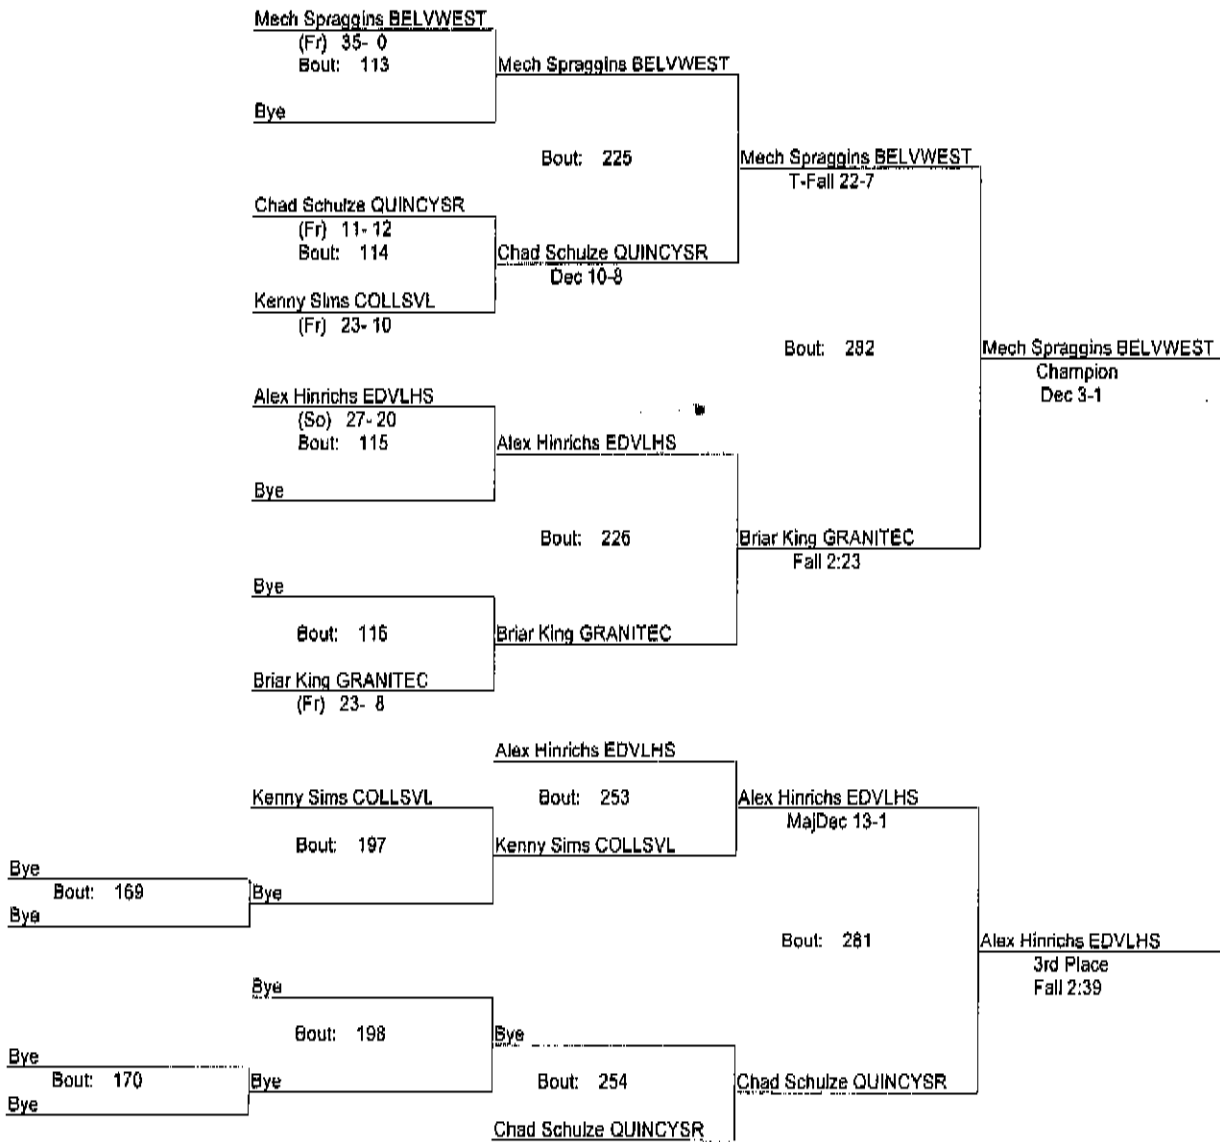 Mech Spraggins BELVWEST
(Fr) 35- 0
Bout: 113
Mech Spraggins BELVWEST
Bye
Bout: 225
Mech Spraggins BELVWEST
T-Fall 22-7
Chad Schulze QUINCYSR
(Fr) 11- 12
Bout: 114
Chad Schulze QUINCYSR
Dec 10-8
Kenny Sims COLLSVL
(Fr) 23- 10
Bout: 282
Mech Spraggins BELVWEST
Champion
Dec 3-1
Alex Hinrichs EDVLHS
(So) 27- 20
Bout: 115
Alex Hinrichs EDVLHS
Bye
Bout: 226
Briar King GRANITEC
Fall 2:23
Bye
Bout: 116
Briar King GRANITEC
Briar King GRANITEC
(Fr) 23- 8
Alex Hinrichs EDVLHS
Kenny Sims COLLSVL
Bout: 253
Alex Hinrichs EDVLHS
MajDec 13-1
Bout: 197
Kenny Sims COLLSVL
Bye
Bout: 169
Bye
Bye
Bout: 281
Alex Hinrichs EDVLHS
3rd Place
Fall 2:39
Bye
Bout: 198
Bye
Bye
Bout: 170
Bye
Bout: 254
Chad Schulze QUINCYSR
Bye
Chad Schulze QUINCYSR